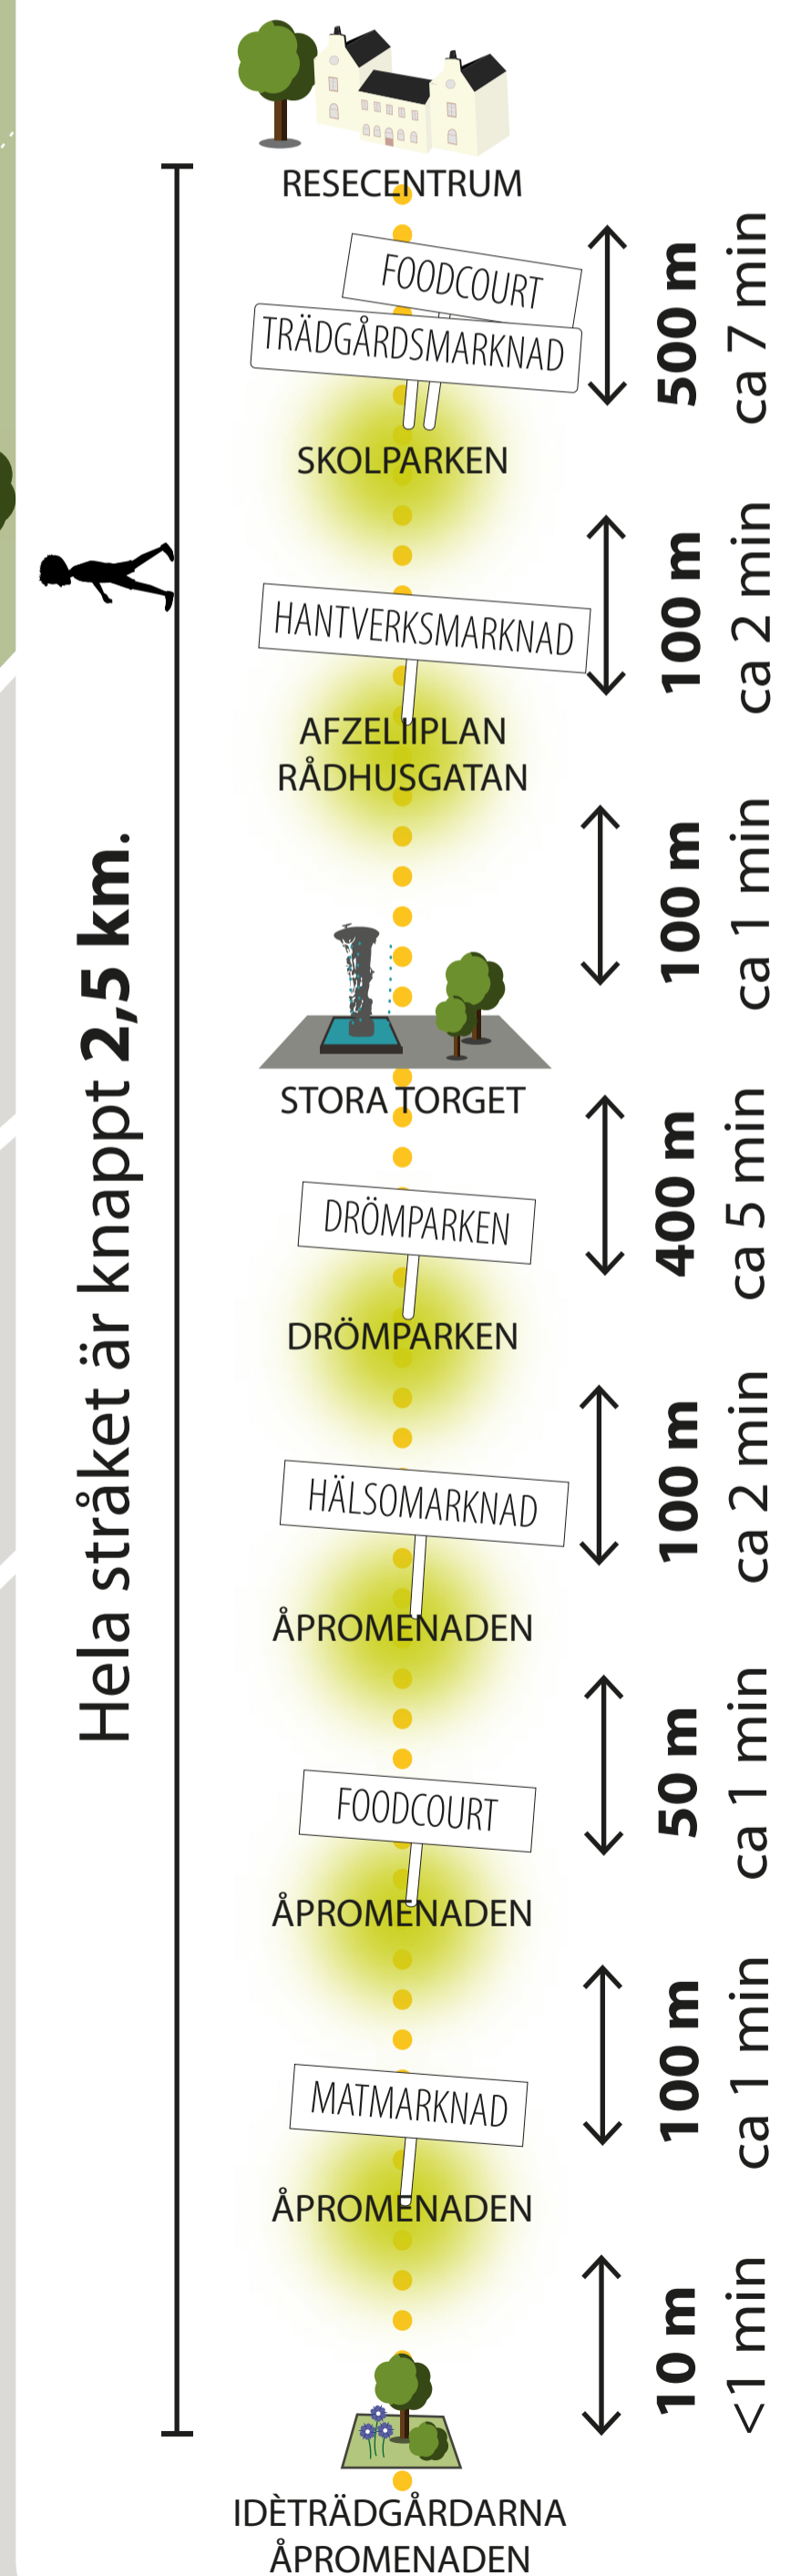 RESECENTRUM
FOODCOURT
TRÄDGÅRDSMARKNAD
500 m
ca 7 min
SKOLPARKEN
HANTVERKSMARKNAD
100 m
ca 2 min
AFZELIIPLAN
RÅDHUSGATAN
100 m
ca 1 min
Hela stråket är knappt 2,5 km.
STORA TORGET
400 m
ca 5 min
DRÖMPARKEN
DRÖMPARKEN
HÄLSOMARKNAD
100 m
ca 2 min
ÅPROMENADEN
FOODCOURT
50 m
ca 1 min
ÅPROMENADEN
MATMARKNAD
100 m
ca 1 min
ÅPROMENADEN
10 m
<1 min
IDÈTRÄDGÅRDARNA
ÅPROMENADEN